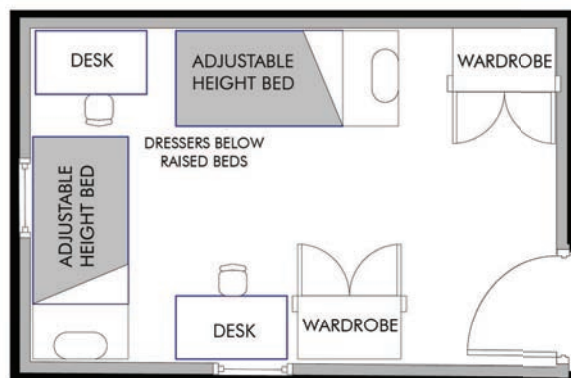 DESK
ADJUSTABLE
HEIGHT BED
WARDROBE
DRESSERS BELOW
RAISED BEDS
ADJUSTABLE
HEIGHT BED
DESK
WARDROBE